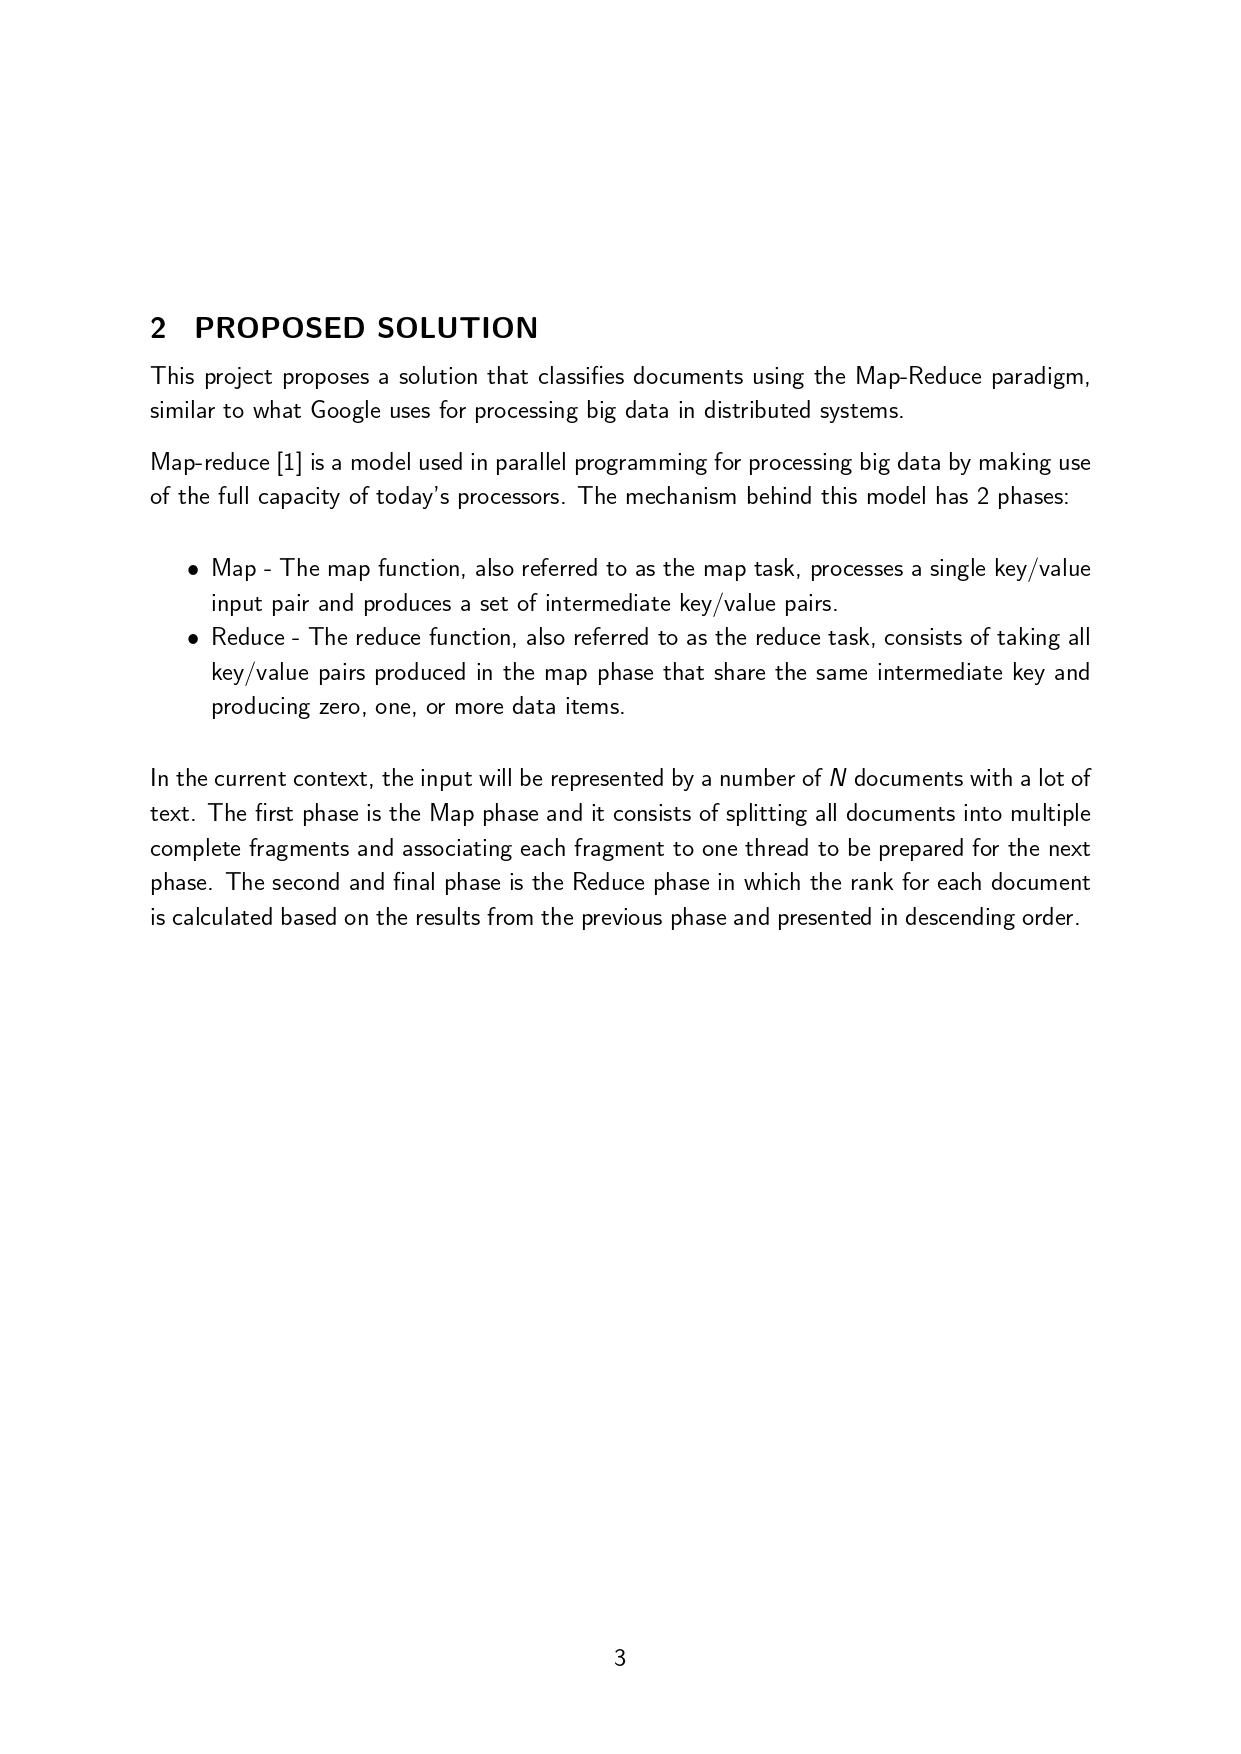 2 PROPOSED SOLUTION
This project proposes a solution that classifies documents using the Map-Reduce paradigm,
similar to what Google uses for processing big data in distributed systems.
Map-reduce [1] is a model used in parallel programming for processing big data by making use
of the full capacity of today's processors. The mechanism behind this model has 2 phases:
• Map - The map function, also referred to as the map task, processes a single key/value
input pair and produces a set of intermediate key/value pairs.
• Reduce - The reduce function, also referred to as the reduce task, consists of taking all
key/value pairs produced in the map phase that share the same intermediate key and
producing zero, one, or more data items.
In the current context, the input will be represented by a number of N documents with a lot of
text. The first phase is the Map phase and it consists of splitting all documents into multiple
complete fragments and associating each fragment to one thread to be prepared for the next
phase. The second and final phase is the Reduce phase in which the rank for each document
is calculated based on the results from the previous phase and presented in descending order.
3